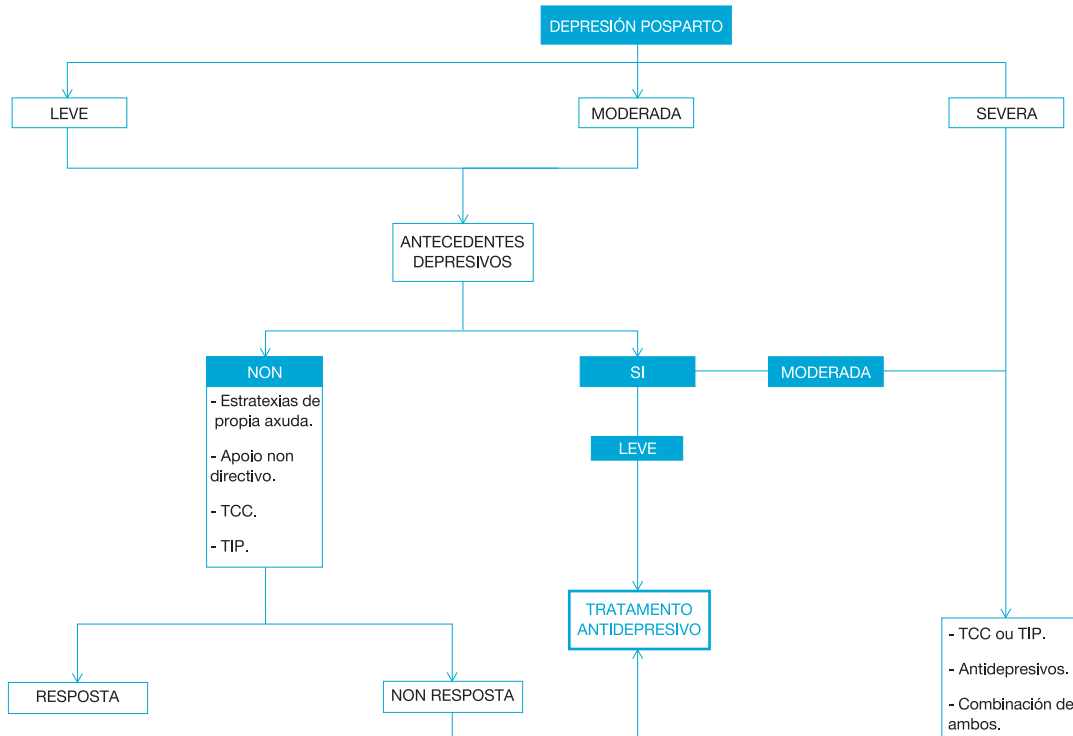 DEPRESIÓN POSPARTO
LEVE
MODERADA
SEVERA
ANTECEDENTES
DEPRESIVOS
NON
- Estratexias de
propia axuda.
- Apoio non
directivo.
- TCC.
- TIP.
SI
MODERADA
LEVE
TRATAMENTO
ANTIDEPRESIVO
- TCC ou TIP.
- Antidepresivos.
- Combinación de
ambos.
RESPOSTA
NON RESPOSTA